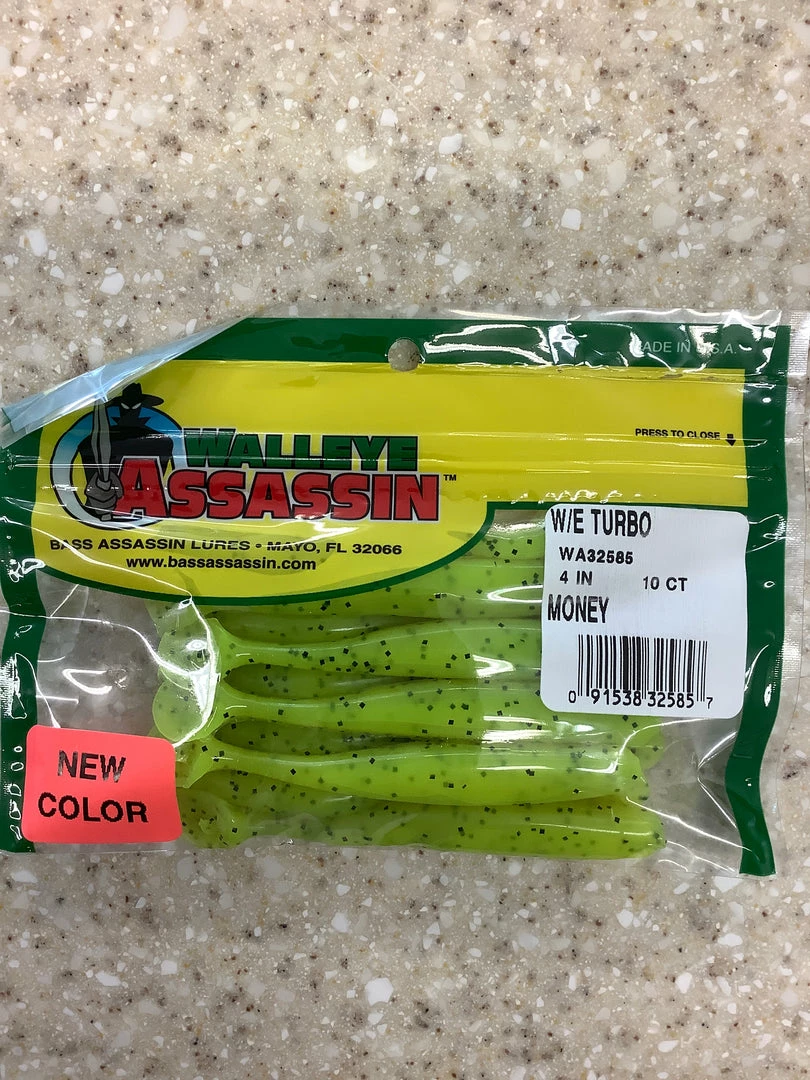 MADE IN U.S.A.
PRESS TO CLOSE
WALLEYE
ASSASSIN™
BASS ASSASSIN LURES • MAYO, FL 32066
www.bassassassin.com
W/E TURBO
WA32585
4 IN 10 CT
MONEY
0 91538 32585 7
NEW
COLOR